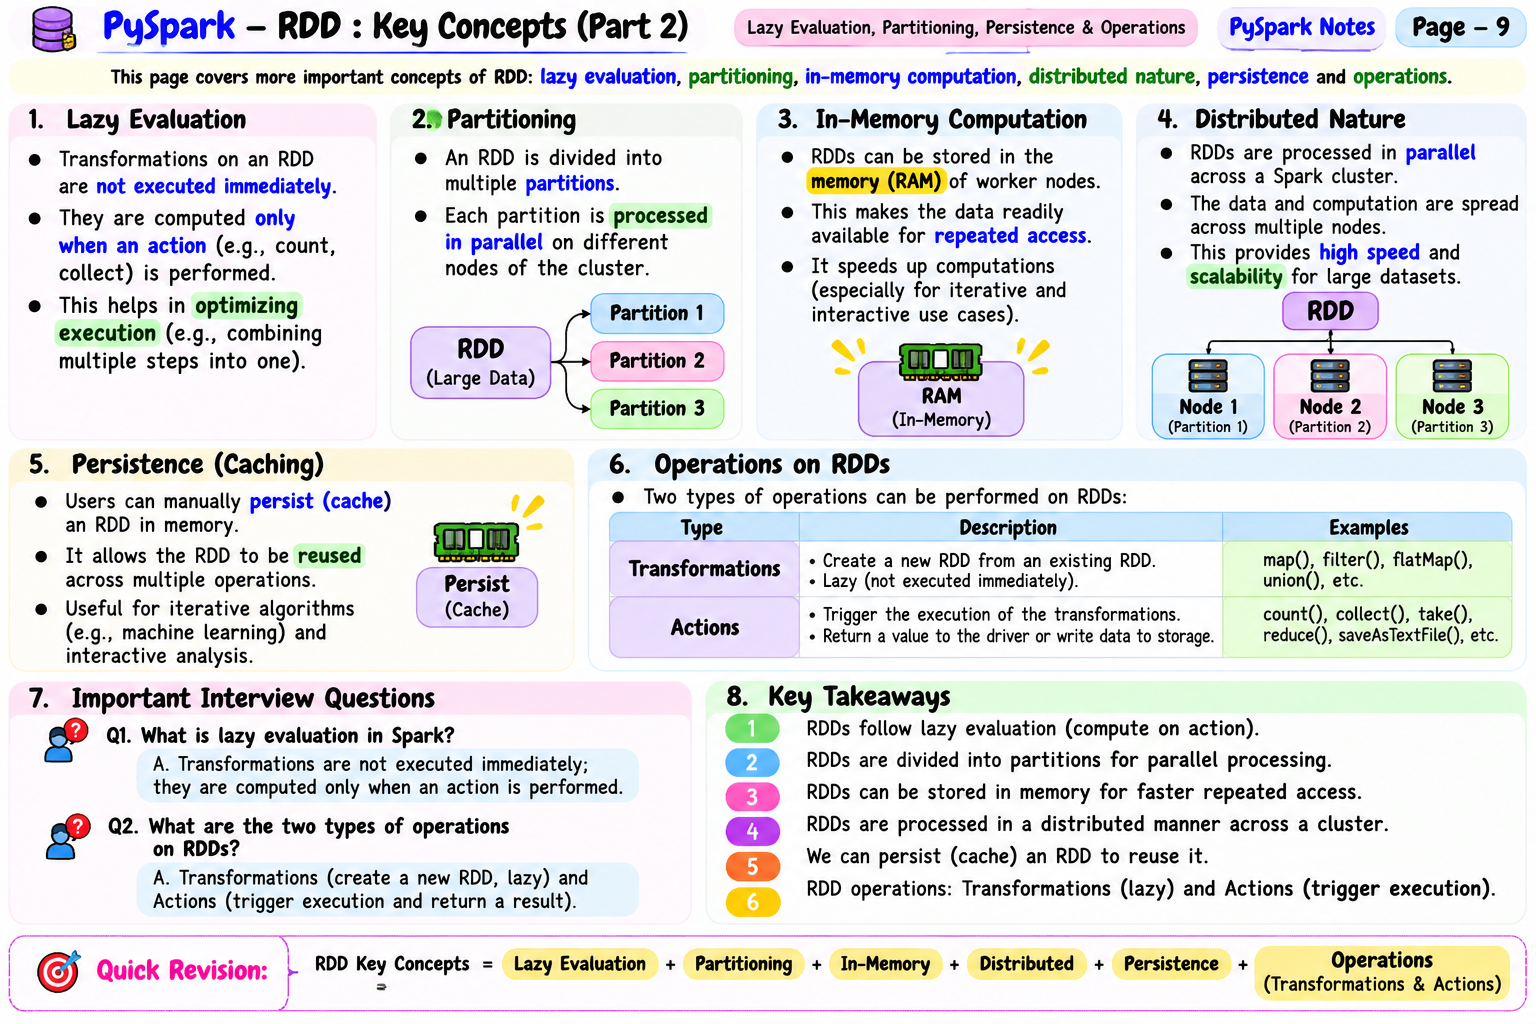 PySpark – RDD : Key Concepts (Part 2)
Lazy Evaluation, Partitioning, Persistence & Operations
PySpark Notes
Page – 9
This page covers more important concepts of RDD: lazy evaluation, partitioning, in-memory computation, distributed nature, persistence and operations.
1. Lazy Evaluation
● Transformations on an RDD
are not executed immediately.
● They are computed only
when an action (e.g., count,
collect) is performed.
● This helps in optimizing
execution (e.g., combining
multiple steps into one).
2. Partitioning
● An RDD is divided into
multiple partitions.
● Each partition is processed
in parallel on different
nodes of the cluster.
RDD
(Large Data)
Partition 1
Partition 2
Partition 3
3. In-Memory Computation
● RDDs can be stored in the
memory (RAM) of worker nodes.
● This makes the data readily
available for repeated access.
● It speeds up computations
(especially for iterative and
interactive use cases).
RAM
(In-Memory)
4. Distributed Nature
● RDDs are processed in parallel
across a Spark cluster.
● The data and computation are spread
across multiple nodes.
● This provides high speed and
scalability for large datasets.
RDD
Node 1
(Partition 1)
Node 2
(Partition 2)
Node 3
(Partition 3)
5. Persistence (Caching)
● Users can manually persist (cache)
an RDD in memory.
● It allows the RDD to be reused
across multiple operations.
● Useful for iterative algorithms
(e.g., machine learning) and
interactive analysis.
Persist
(Cache)
6. Operations on RDDs
● Two types of operations can be performed on RDDs:
Type Description Examples
Transformations
• Create a new RDD from an existing RDD.
• Lazy (not executed immediately).
map(), filter(), flatMap(),
union(), etc.
Actions
• Trigger the execution of the transformations.
• Return a value to the driver or write data to storage.
count(), collect(), take(),
reduce(), saveAsTextFile(), etc.
7. Important Interview Questions
?
Q1. What is lazy evaluation in Spark?
A. Transformations are not executed immediately;
they are computed only when an action is performed.
?
Q2. What are the two types of operations
on RDDs?
A. Transformations (create a new RDD, lazy) and
Actions (trigger execution and return a result).
8. Key Takeaways
1 RDDs follow lazy evaluation (compute on action).
2 RDDs are divided into partitions for parallel processing.
3 RDDs can be stored in memory for faster repeated access.
4 RDDs are processed in a distributed manner across a cluster.
5 We can persist (cache) an RDD to reuse it.
6 RDD operations: Transformations (lazy) and Actions (trigger execution).
Quick Revision:
RDD Key Concepts = Lazy Evaluation + Partitioning + In-Memory + Distributed + Persistence + Operations
(Transformations & Actions)
=